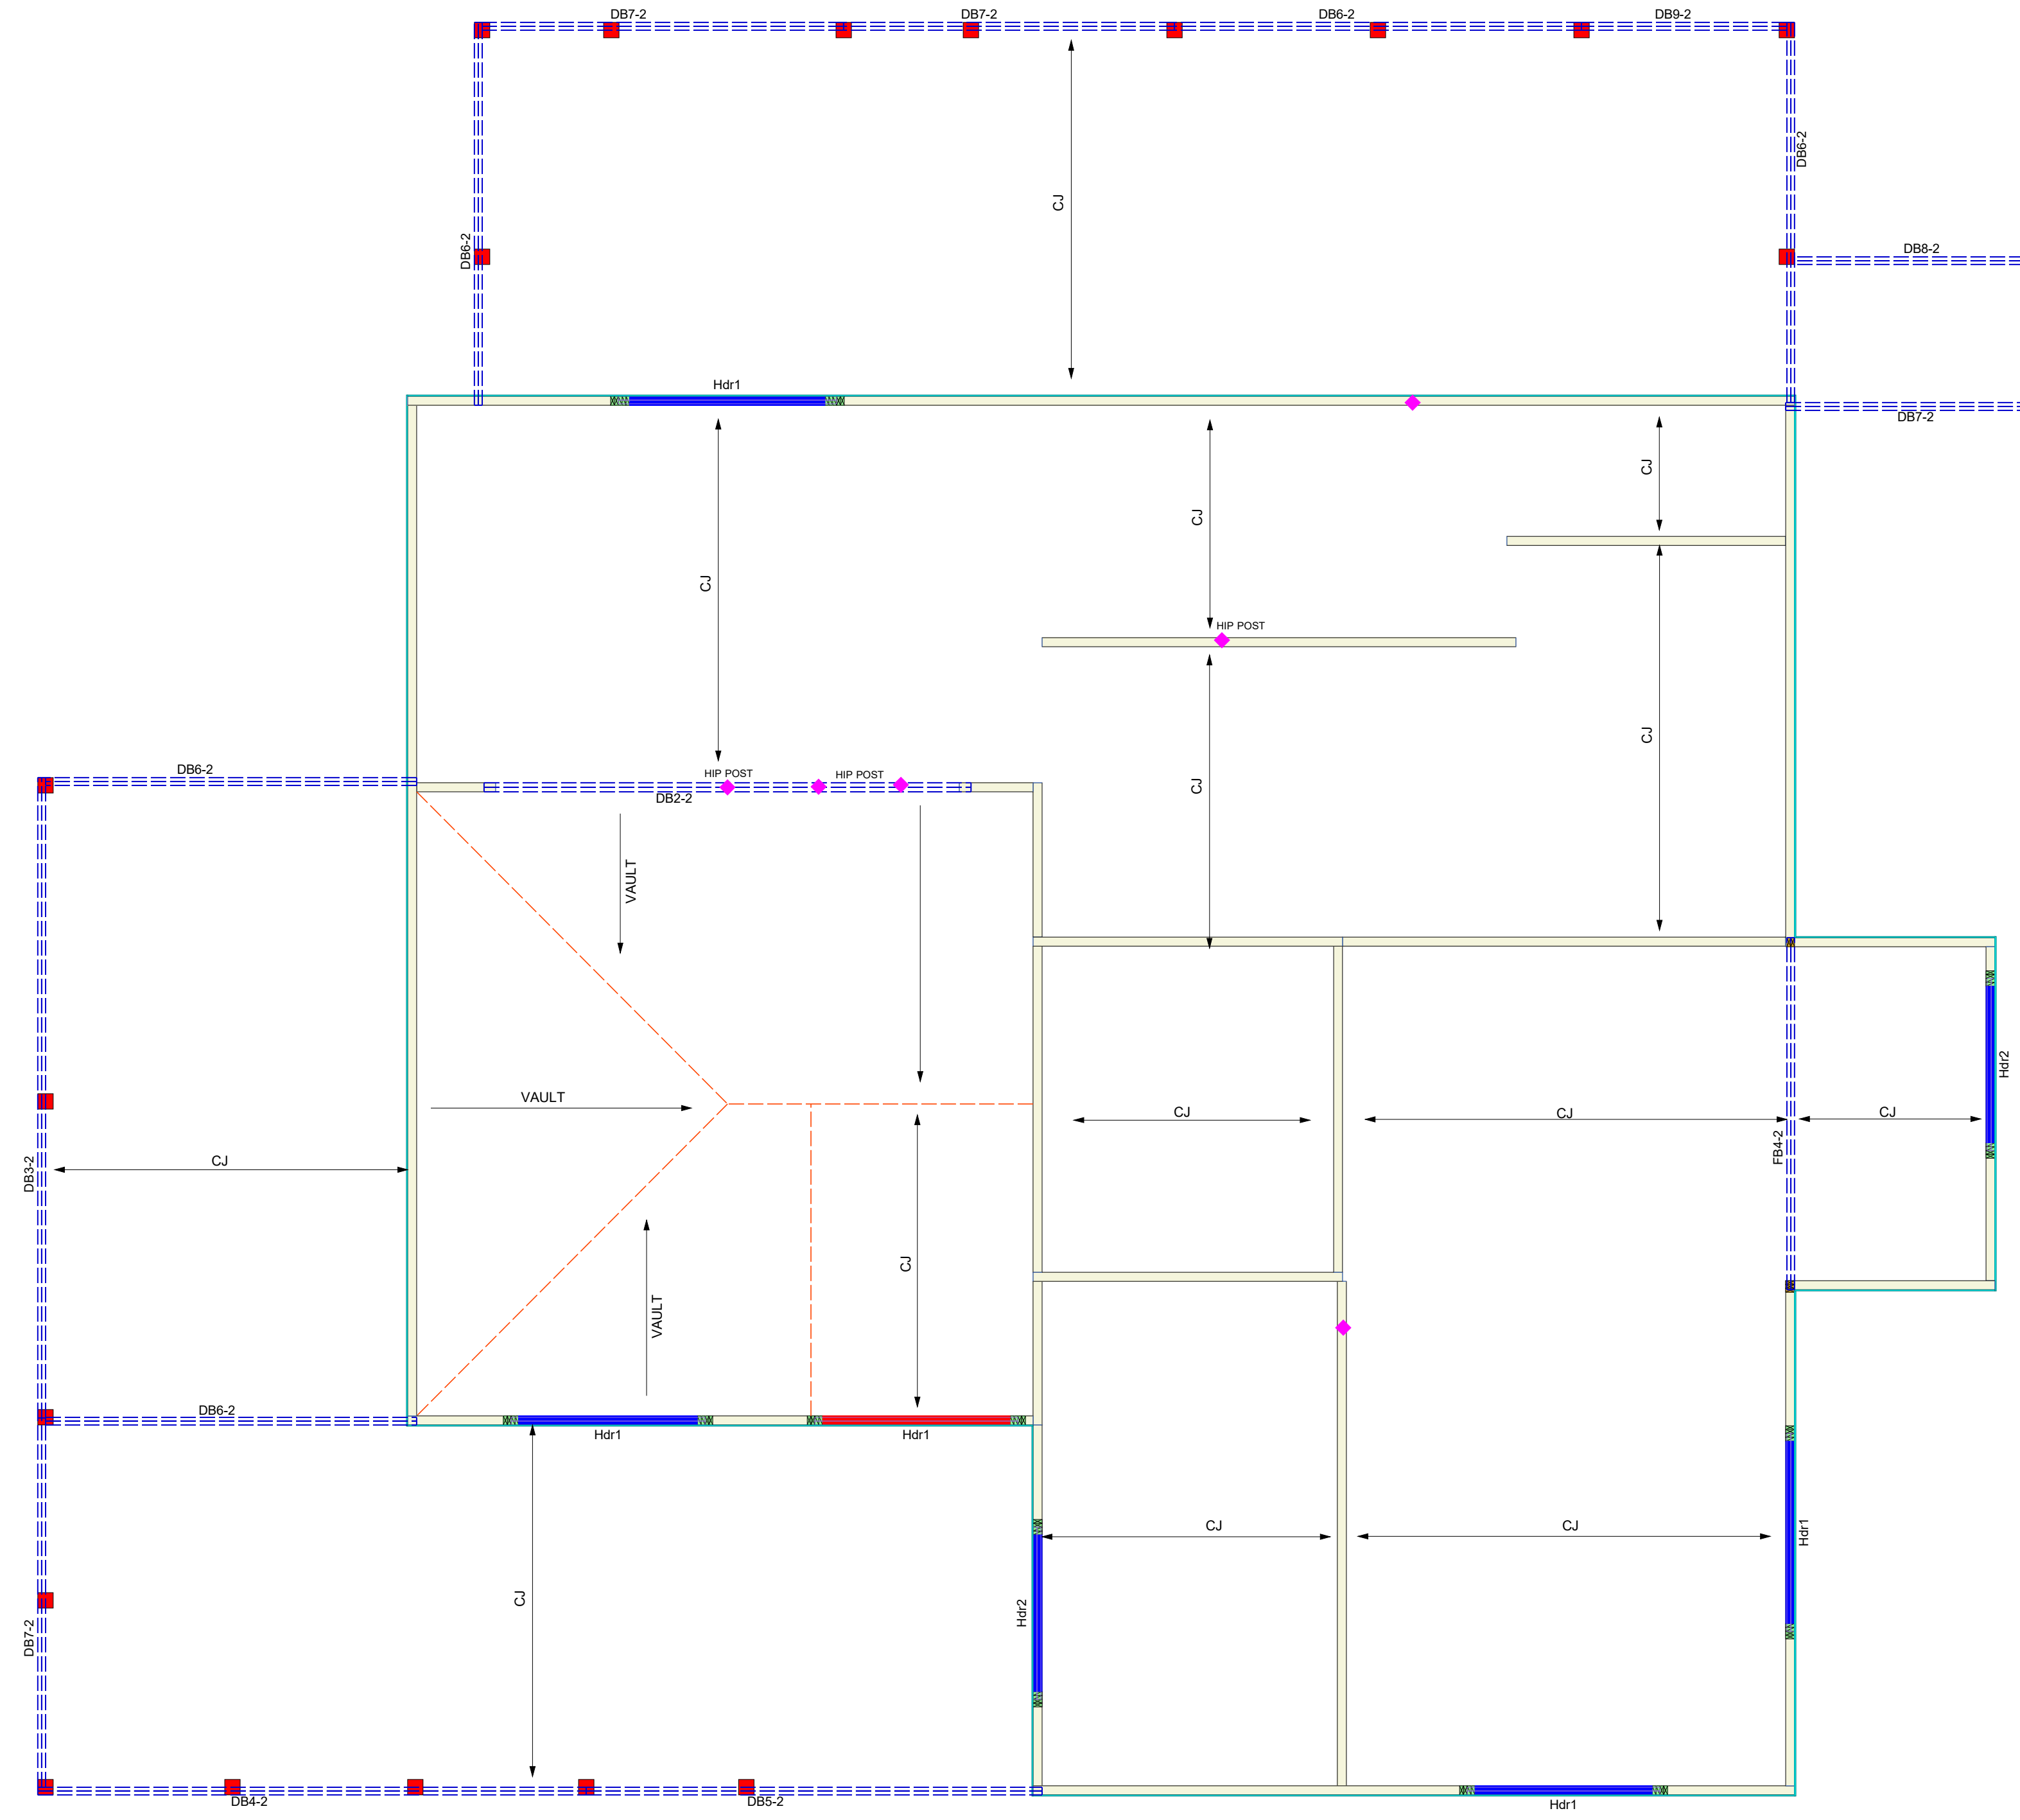 DB7-2
DB7-2
DB6-2
DB9-2
DB6-2
CJ
DB6-2
DB8-2
Hdr1
DB7-2
CJ
CJ
CJ
HIP POST
CJ
CJ
DB6-2
HIP POST
HIP POST
DB2-2
CJ
VAULT
Hdr2
VAULT
CJ
CJ
CJ
FB4-2
DB3-2
CJ
CJ
VAULT
DB6-2
Hdr1
Hdr1
CJ
CJ
Hdr1
CJ
Hdr2
DB7-2
DB4-2
DB5-2
Hdr1